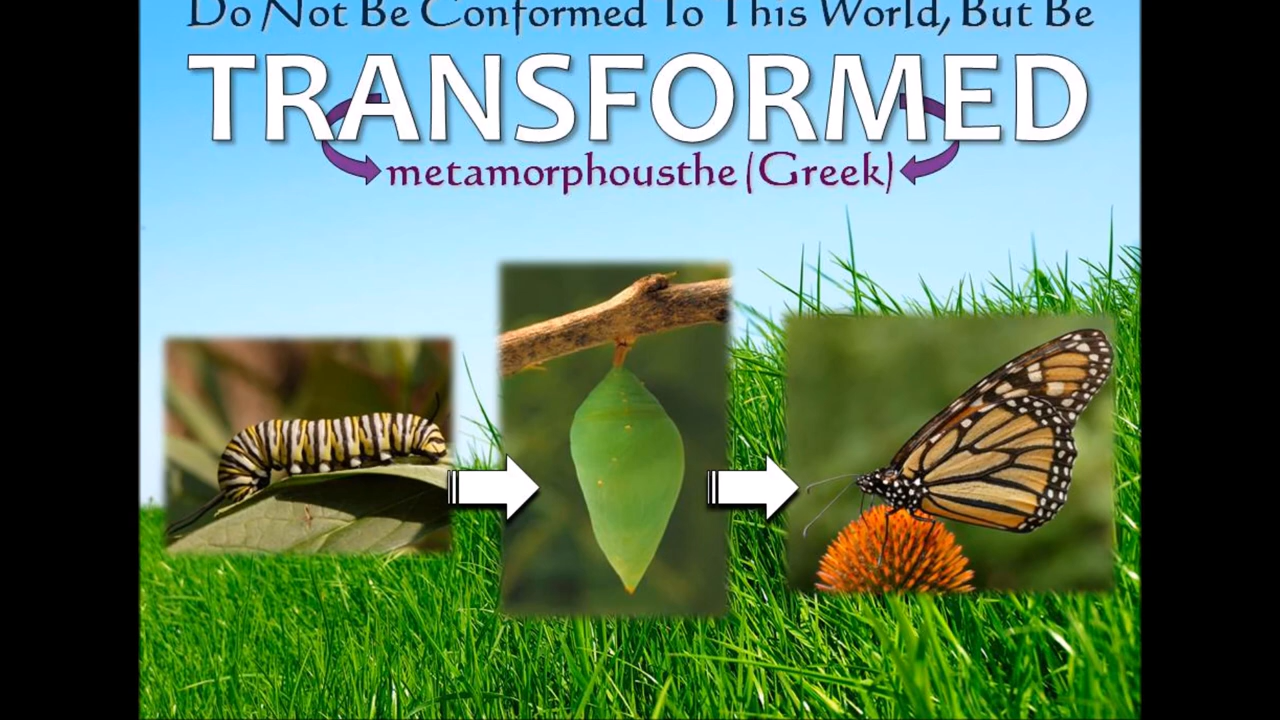 Do Not Be Conformed To This World, But Be
TRANSFORMED
metamorphousthe (Greek)